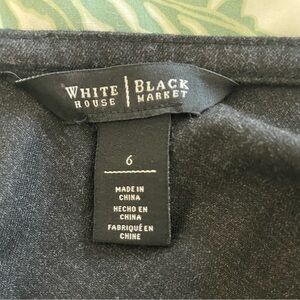 WHITE | BLACK
HOUSE | MARKET
6
MADE IN
CHINA
HECHO EN
CHINA
FABRIQUÉ EN
CHINE